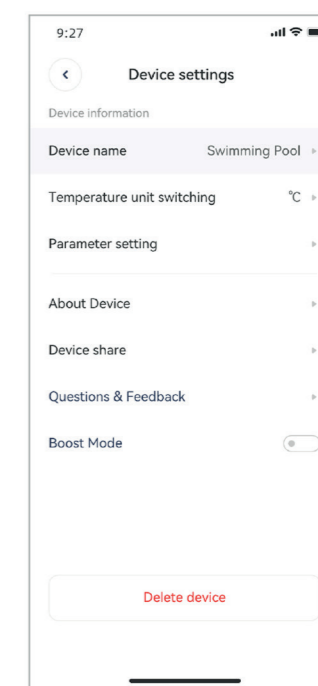 9:27
Device settings
Device information
Device name Swimming Pool
Temperature unit switching °C
Parameter setting
About Device
Device share
Questions & Feedback
Boost Mode
Delete device